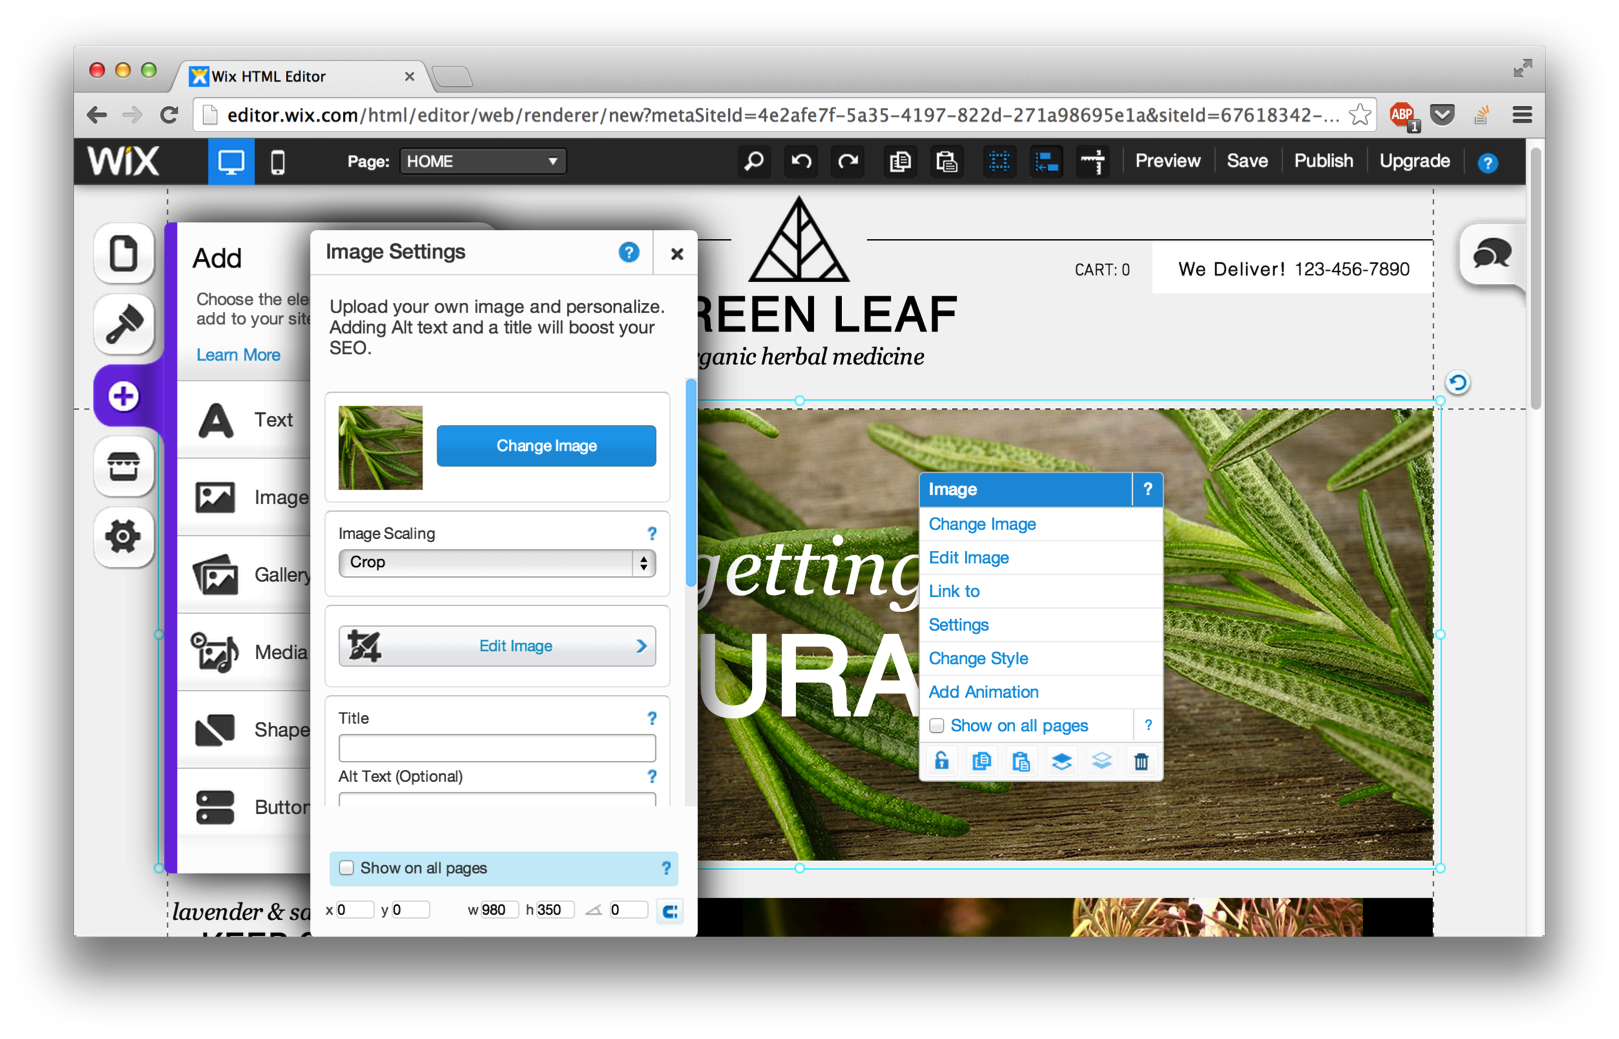 Wix HTML Editor
editor.wix.com/html/editor/web/renderer/new?metaSiteId=4e2afe7f-5a35-4197-822d-271a98695e1a&siteId=67618342-...
ABP
1
WiX
Page:
HOME
Preview
Save
Publish
Upgrade
?
Add
Choose the ele
add to your site
Learn More
Text
Image
Gallery
Media
Shape
Button
Image Settings
?
Upload your own image and personalize.
Adding Alt text and a title will boost your
SEO.
Change Image
Image Scaling
?
Crop
Edit Image
Title
?
Alt Text (Optional)
?
Show on all pages
?
x 0
y 0
w 980
h 350
0
CART: 0
We Deliver! 123-456-7890
REEN LEAF
ganic herbal medicine
getting
URA
Image
?
Change Image
Edit Image
Link to
Settings
Change Style
Add Animation
Show on all pages
?
lavender & sa